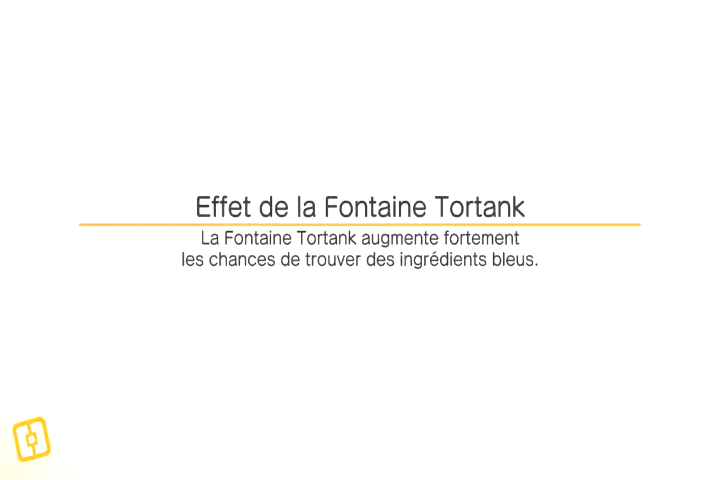 Effet de la Fontaine Tortank
La Fontaine Tortank augmente fortement
les chances de trouver des ingrédients bleus.